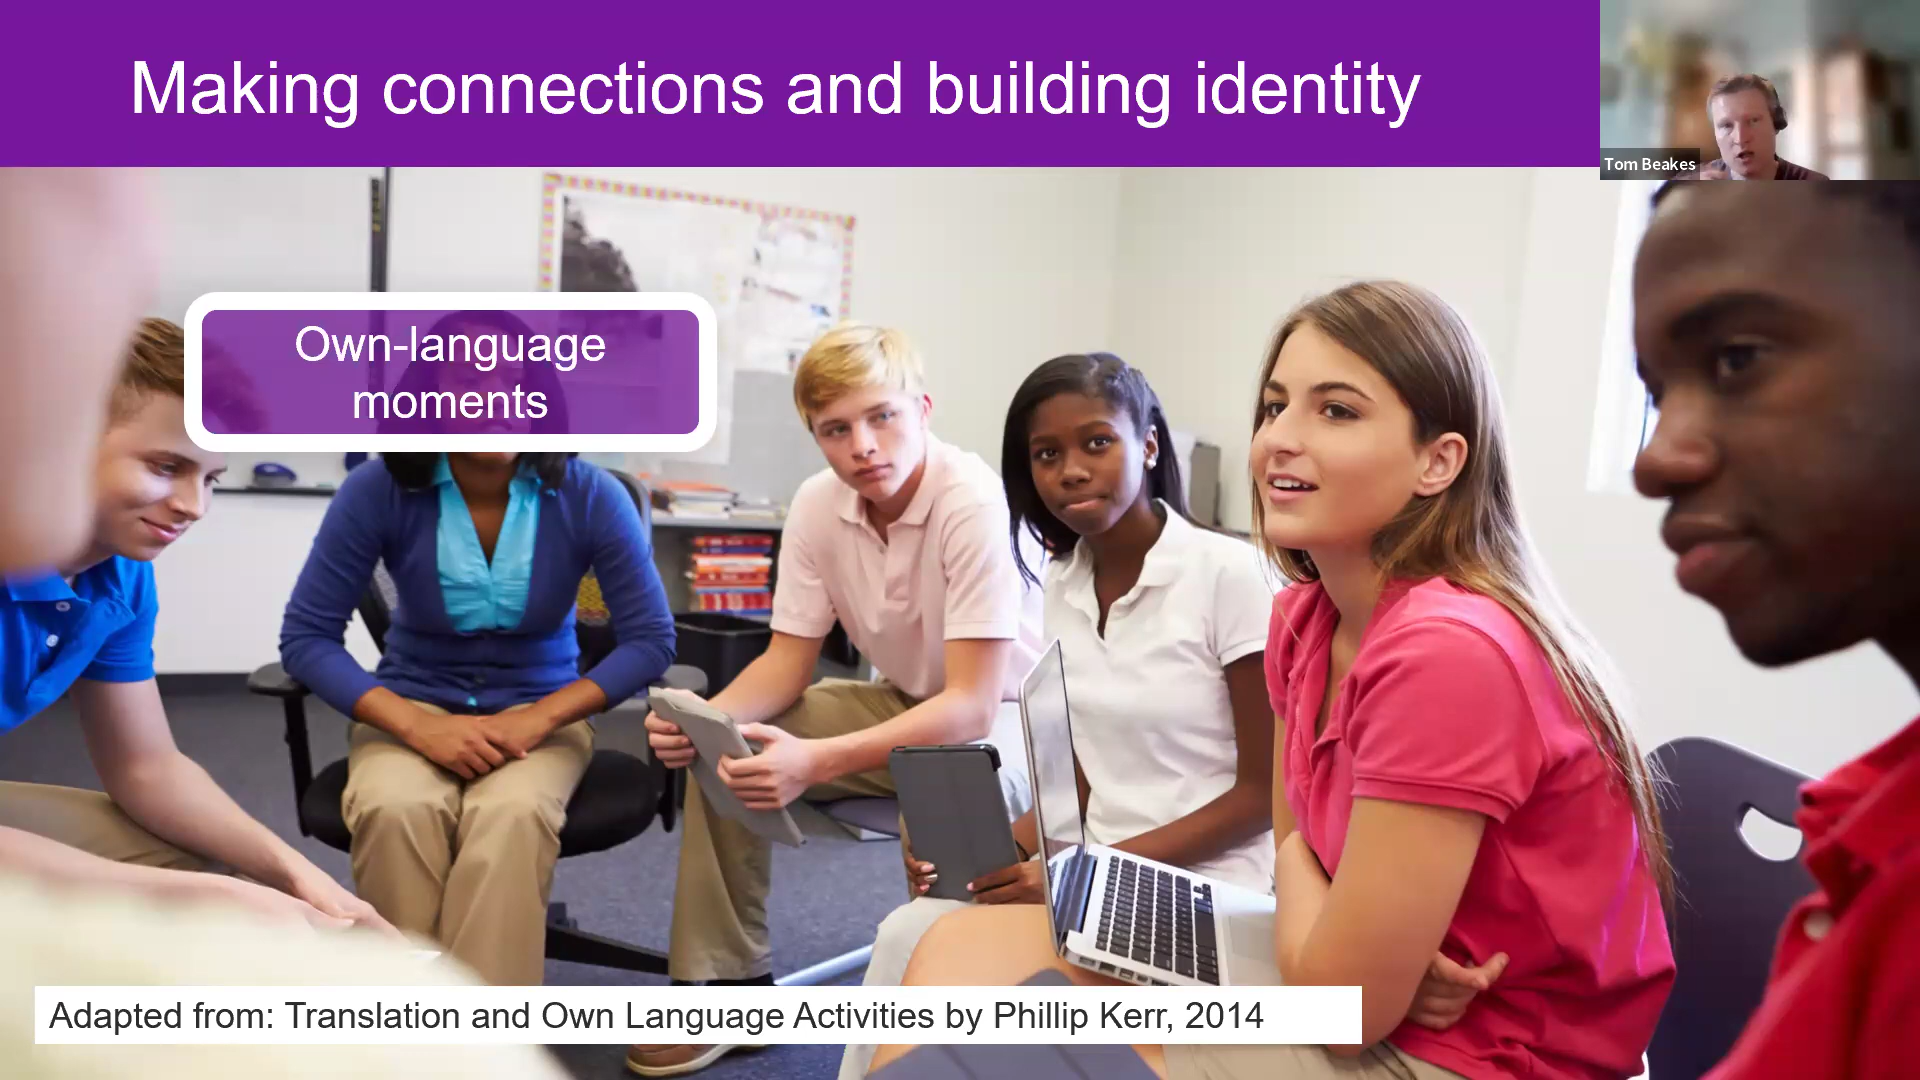 Making connections and building identity
Tom Beakes
Own-language
moments
Adapted from: Translation and Own Language Activities by Phillip Kerr, 2014